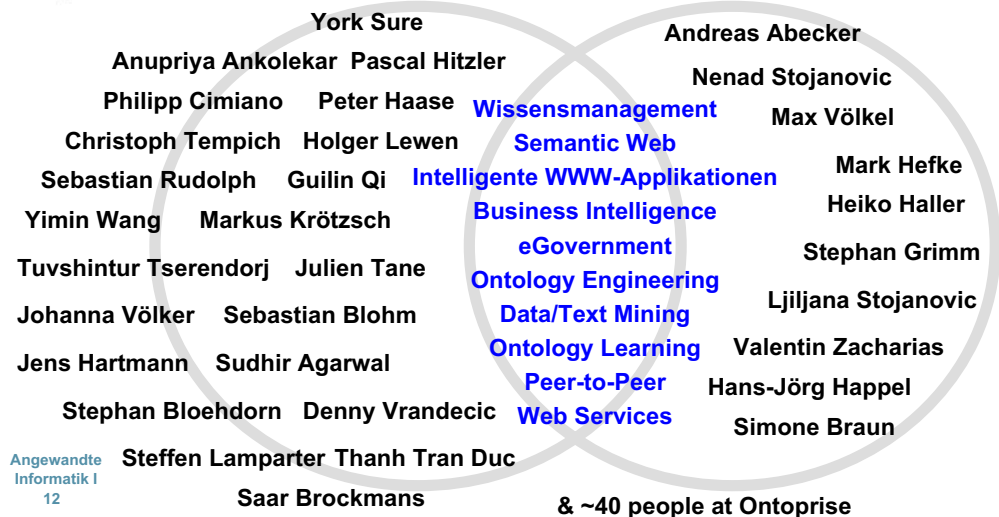 York Sure
Anupriya Ankolekar Pascal Hitzler
Philipp Cimiano Peter Haase
Christoph Tempich Holger Lewen
Sebastian Rudolph Guilin Qi
Yimin Wang Markus Krötzsch
Tuvshintur Tserendorj Julien Tane
Johanna Völker Sebastian Blohm
Jens Hartmann Sudhir Agarwal
Stephan Bloehdorn Denny Vrandecic
Steffen Lamparter Thanh Tran Duc
Saar Brockmans
Wissensmanagement
Semantic Web
Intelligente WWW-Applikationen
Business Intelligence
eGovernment
Ontology Engineering
Data/Text Mining
Ontology Learning
Peer-to-Peer
Web Services
Andreas Abecker
Nenad Stojanovic
Max Völkel
Mark Hefke
Heiko Haller
Stephan Grimm
Ljiljana Stojanovic
Valentin Zacharias
Hans-Jörg Happel
Simone Braun
& ~40 people at Ontoprise
Angewandte
Informatik I
12